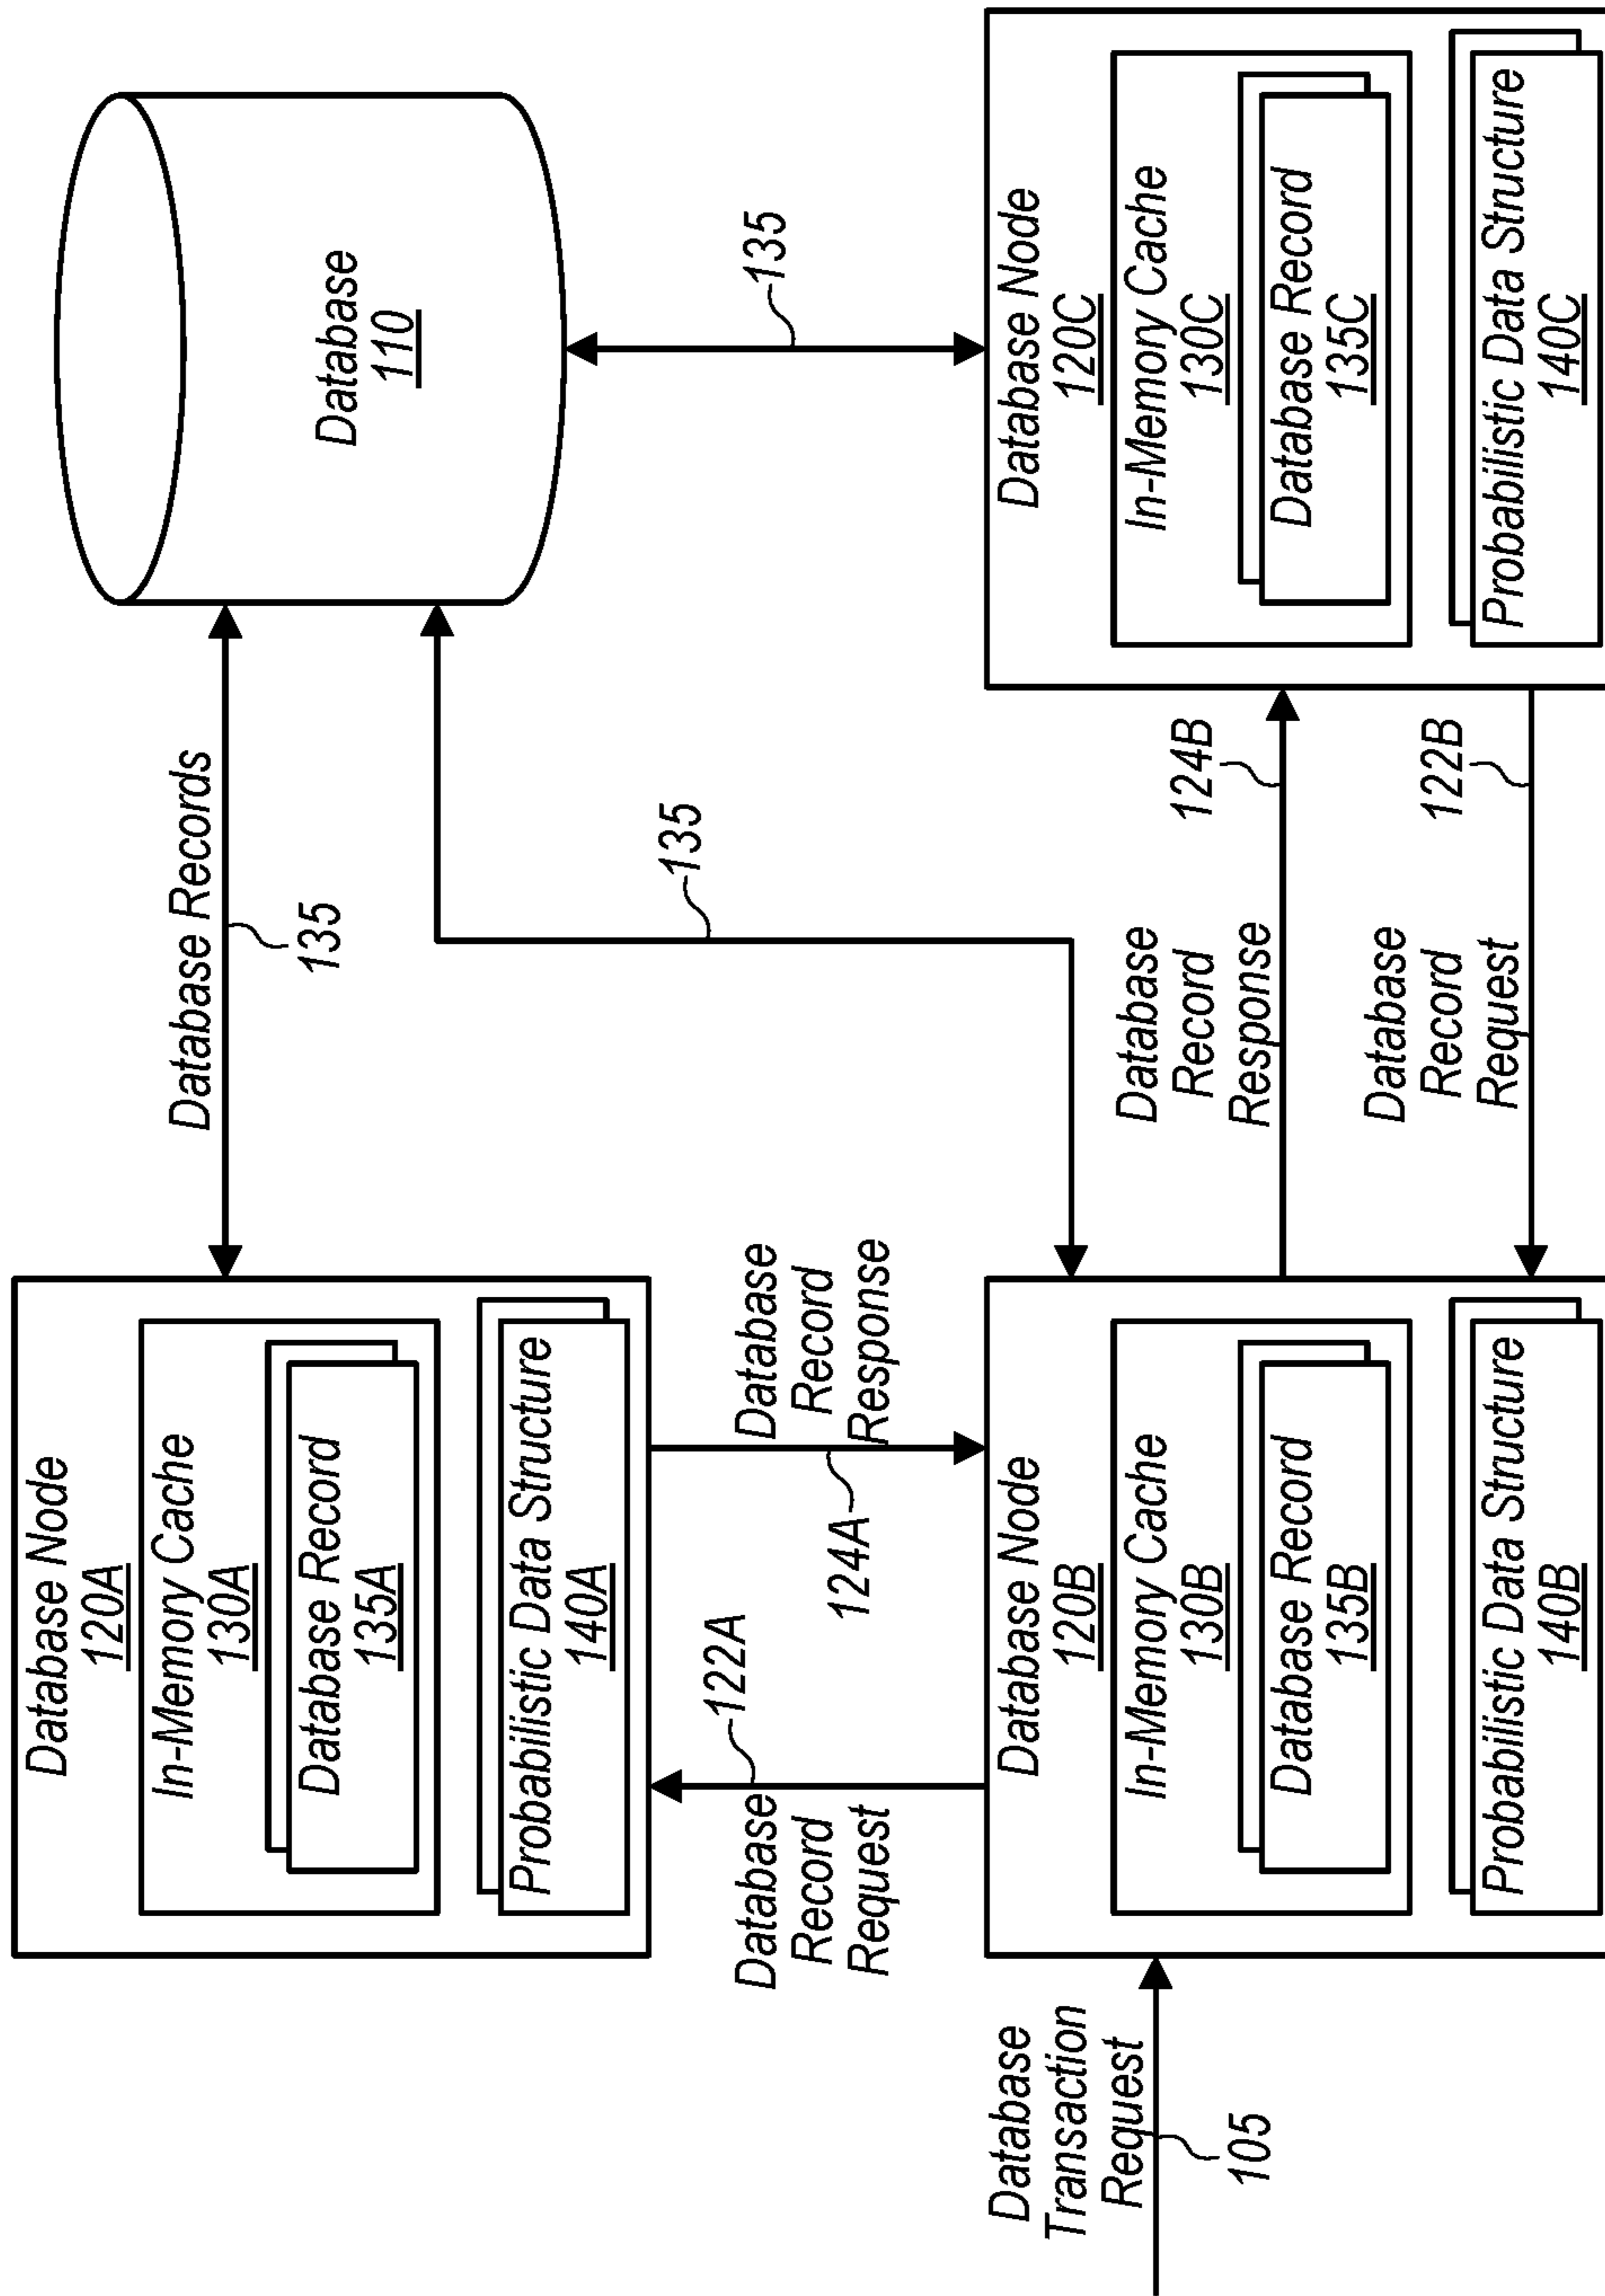 Database Node
120A
In-Memory Cache
130A
Database Record
135A
Probabilistic Data Structure
140A
Database Records
135
Database
110
Database
Record
Request
122A
124A
Database
Record
Response
135
135
Database
Transaction
Request
105
Database Node
120B
In-Memory Cache
130B
Database Record
135B
Probabilistic Data Structure
140B
Database
Record
Response
124B
Database
Record
Request
122B
Database Node
120C
In-Memory Cache
130C
Database Record
135C
Probabilistic Data Structure
140C